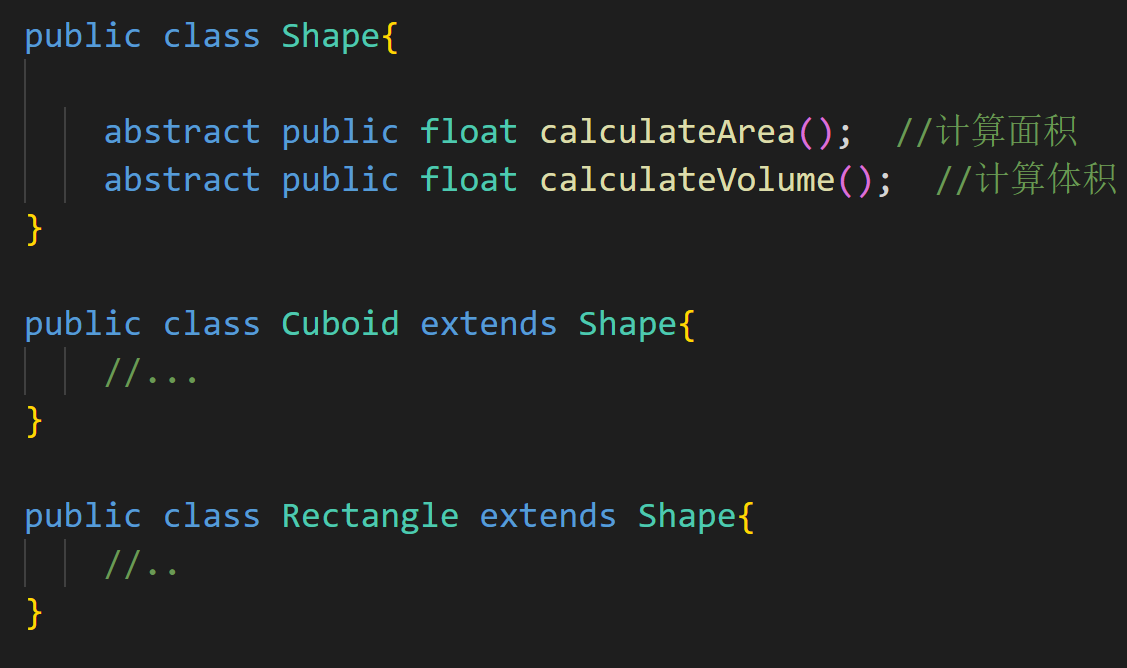 public class Shape{
abstract public float calculateArea();  //计算面积
abstract public float calculateVolume();  //计算体积
}
public class Cuboid extends Shape{
//...
}
public class Rectangle extends Shape{
//..
}